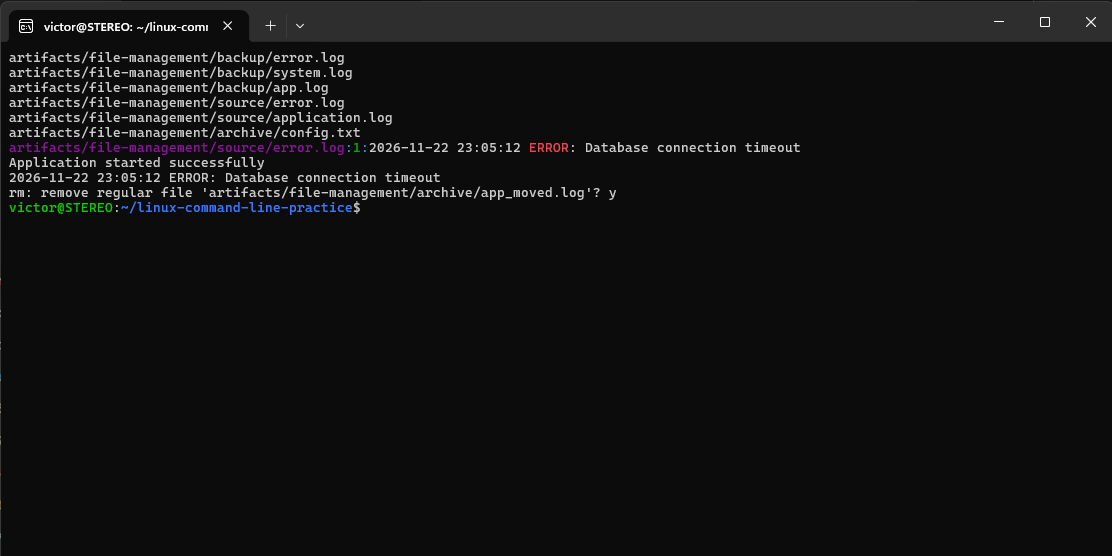 victor@STEREO: ~/linux-comm
artifacts/file-management/backup/error.log
artifacts/file-management/backup/system.log
artifacts/file-management/backup/app.log
artifacts/file-management/source/error.log
artifacts/file-management/source/application.log
artifacts/file-management/archive/config.txt
artifacts/file-management/source/error.log:1:2026-11-22 23:05:12 ERROR: Database connection timeout
Application started successfully
2026-11-22 23:05:12 ERROR: Database connection timeout
rm: remove regular file 'artifacts/file-management/archive/app_moved.log'? y
victor@STEREO:~/linux-command-line-practice$